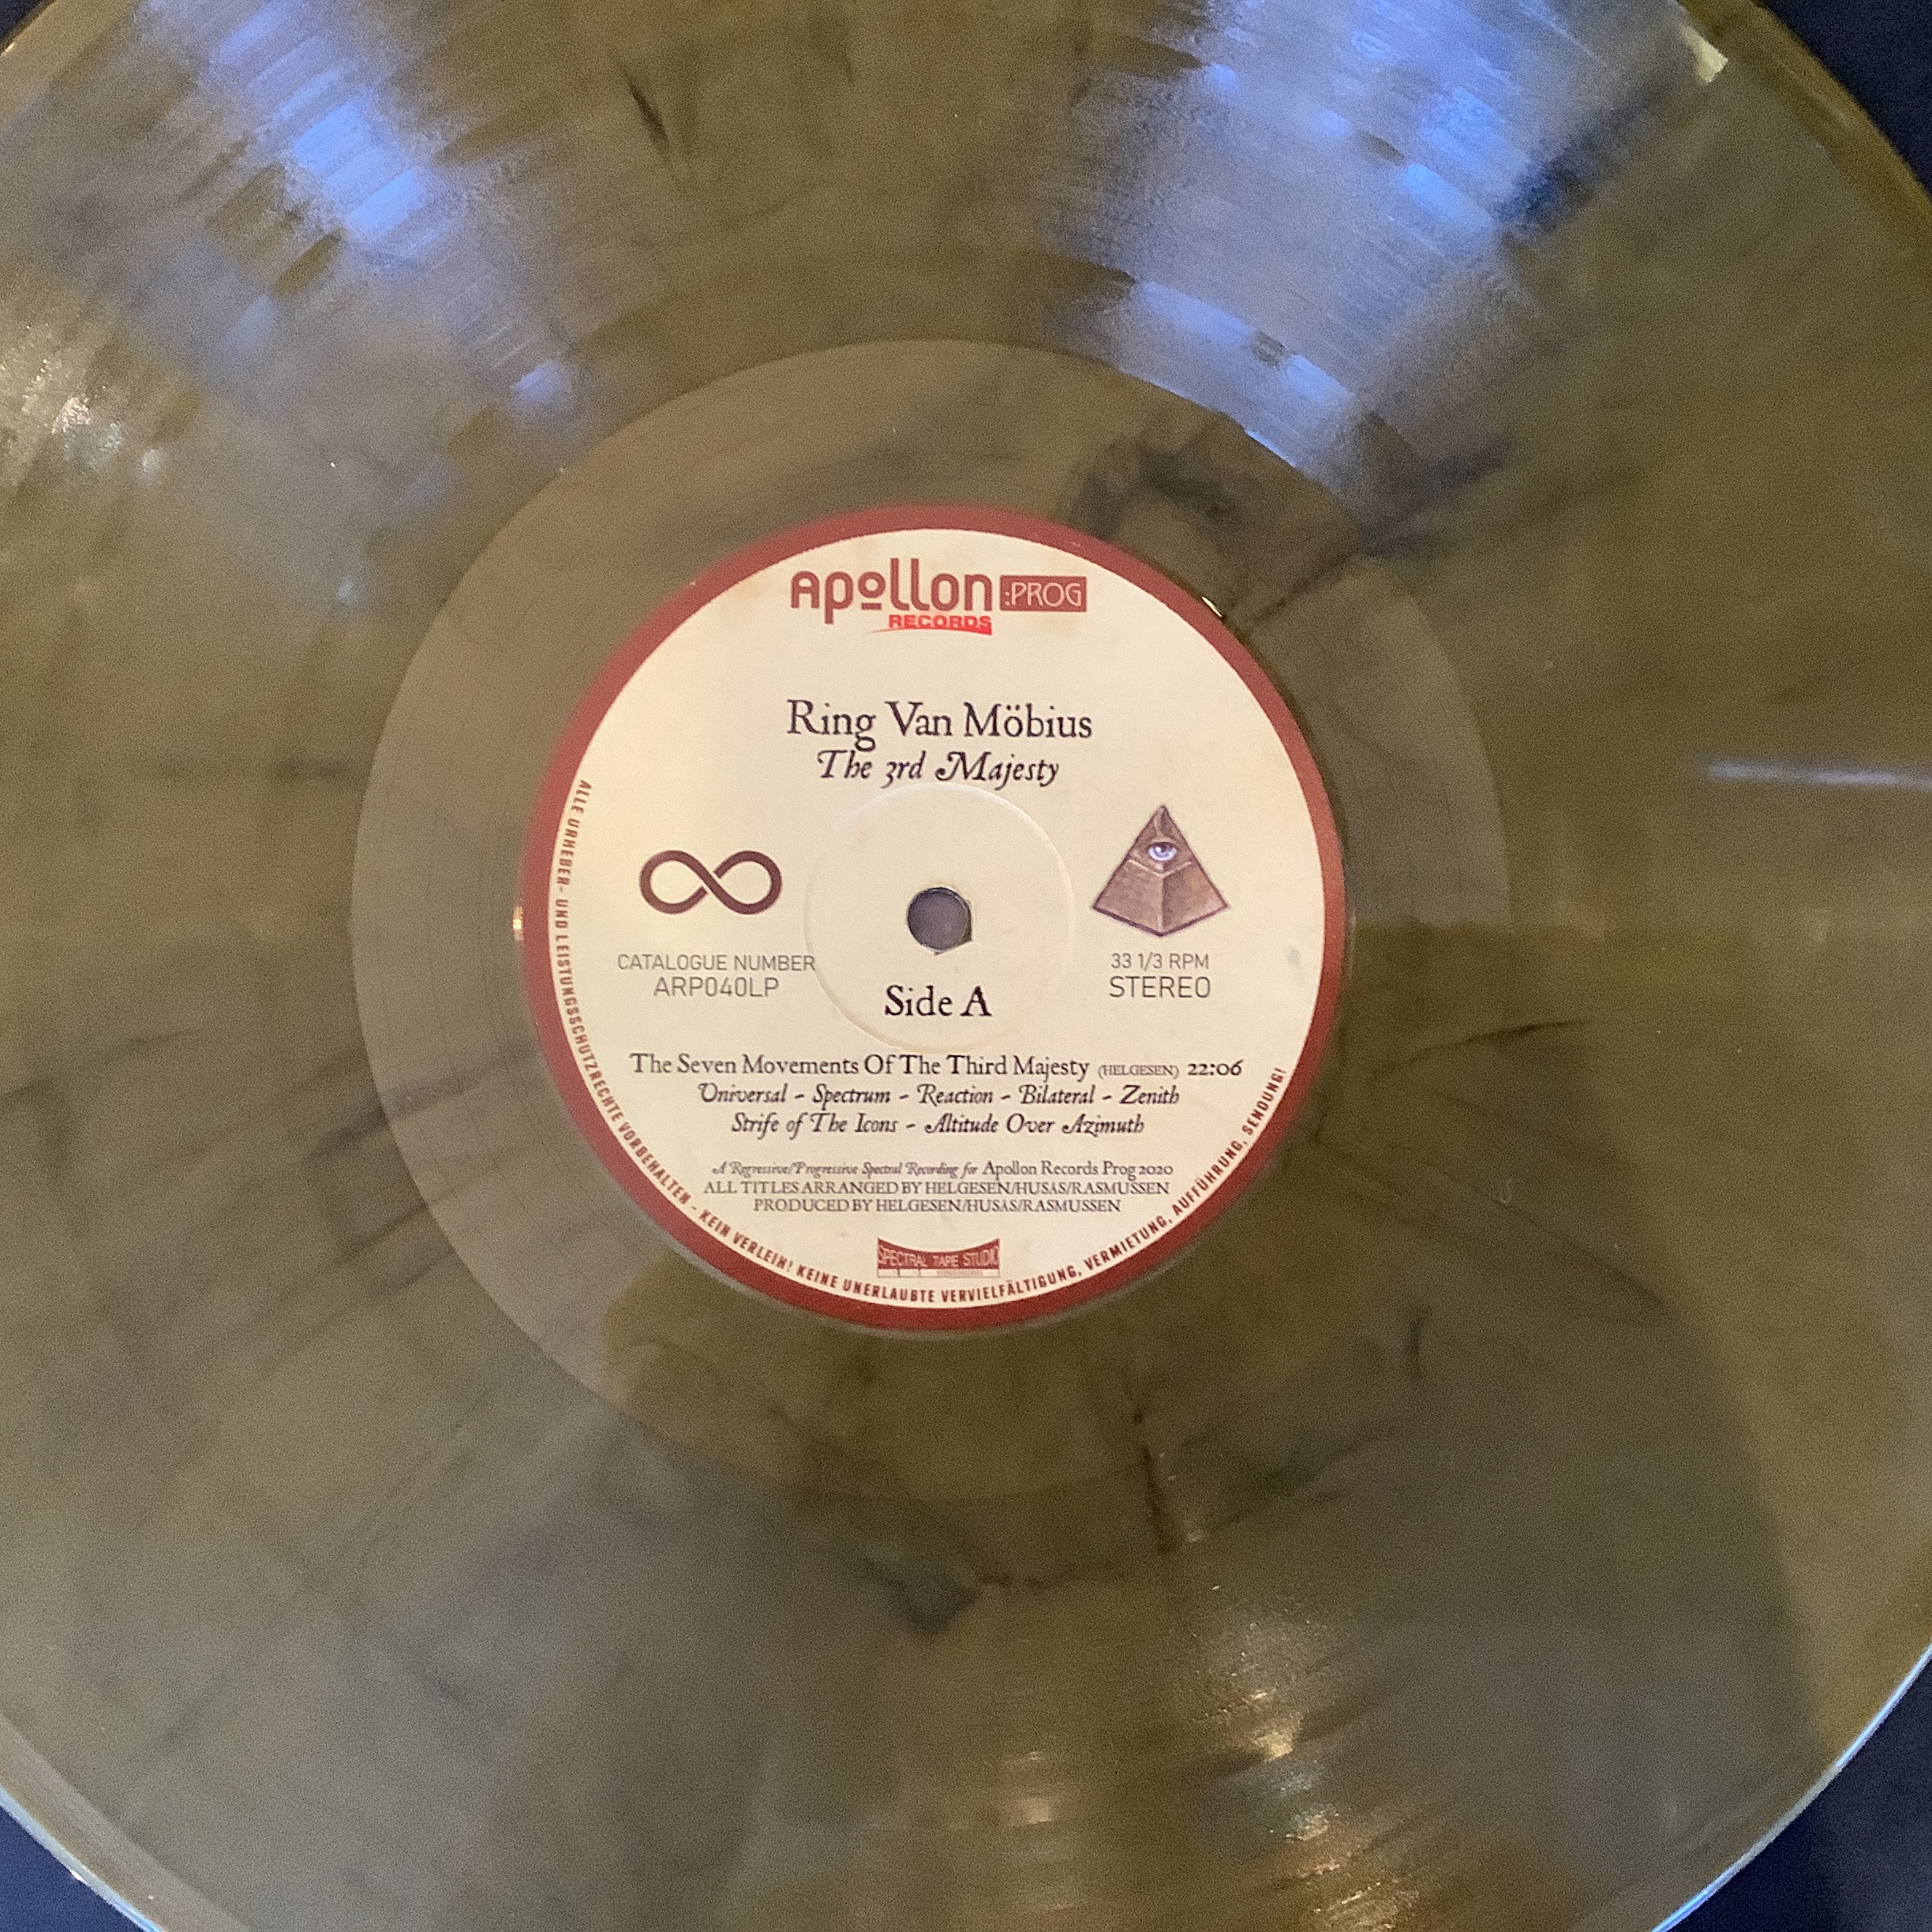 Apollon :PROG
RECORDS
Ring Van Möbius
The 3rd Majesty
CATALOGUE NUMBER
ARP040LP
33 1/3 RPM
STEREO
Side A
The Seven Movements Of The Third Majesty (HELGESEN) 22:06
Universal - Spectrum - Reaction - Bilateral - Zenith
Strife of The Icons - Altitude Over Azimuth
A Regressive/Progressive Spectral Recording for Apollon Records Prog 2020
ALL TITLES ARRANGED BY HELGESEN/HUSÅS/RASMUSSEN
PRODUCED BY HELGESEN/HUSÅS/RASMUSSEN
SPECTRAL TAPE STUDIO
ALLE URHEBER- UND LEISTUNGSSCHUTZRECHTE VORBEHALTEN - KEIN VERLEIH! KEINE UNERLAUBTE VERVIELFÄLTIGUNG, VERMIETUNG, AUFFÜHRUNG, SENDUNG!